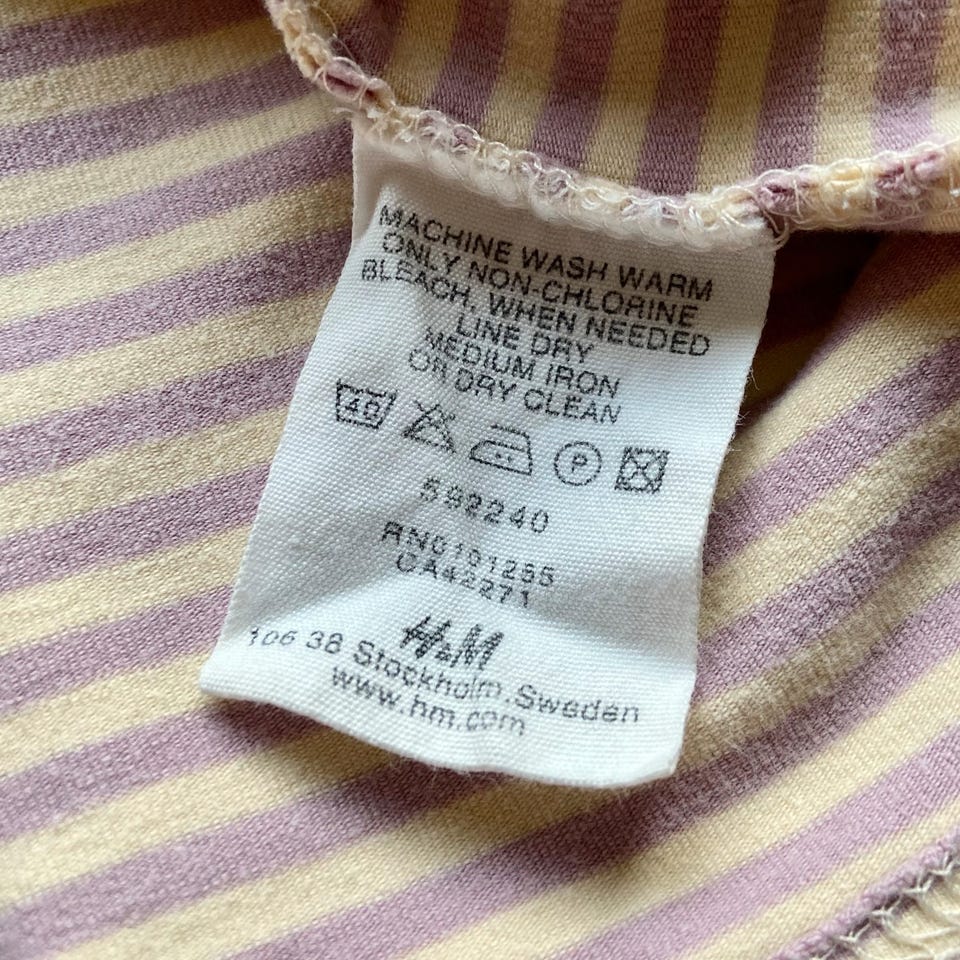 MACHINE WASH WARM
ONLY NON-CHLORINE
BLEACH, WHEN NEEDED
LINE DRY
MEDIUM IRON
OR DRY CLEAN
40 P
592240
RN0101255
CA42271
H&M
106 38 Stockholm.Sweden
www.hm.com